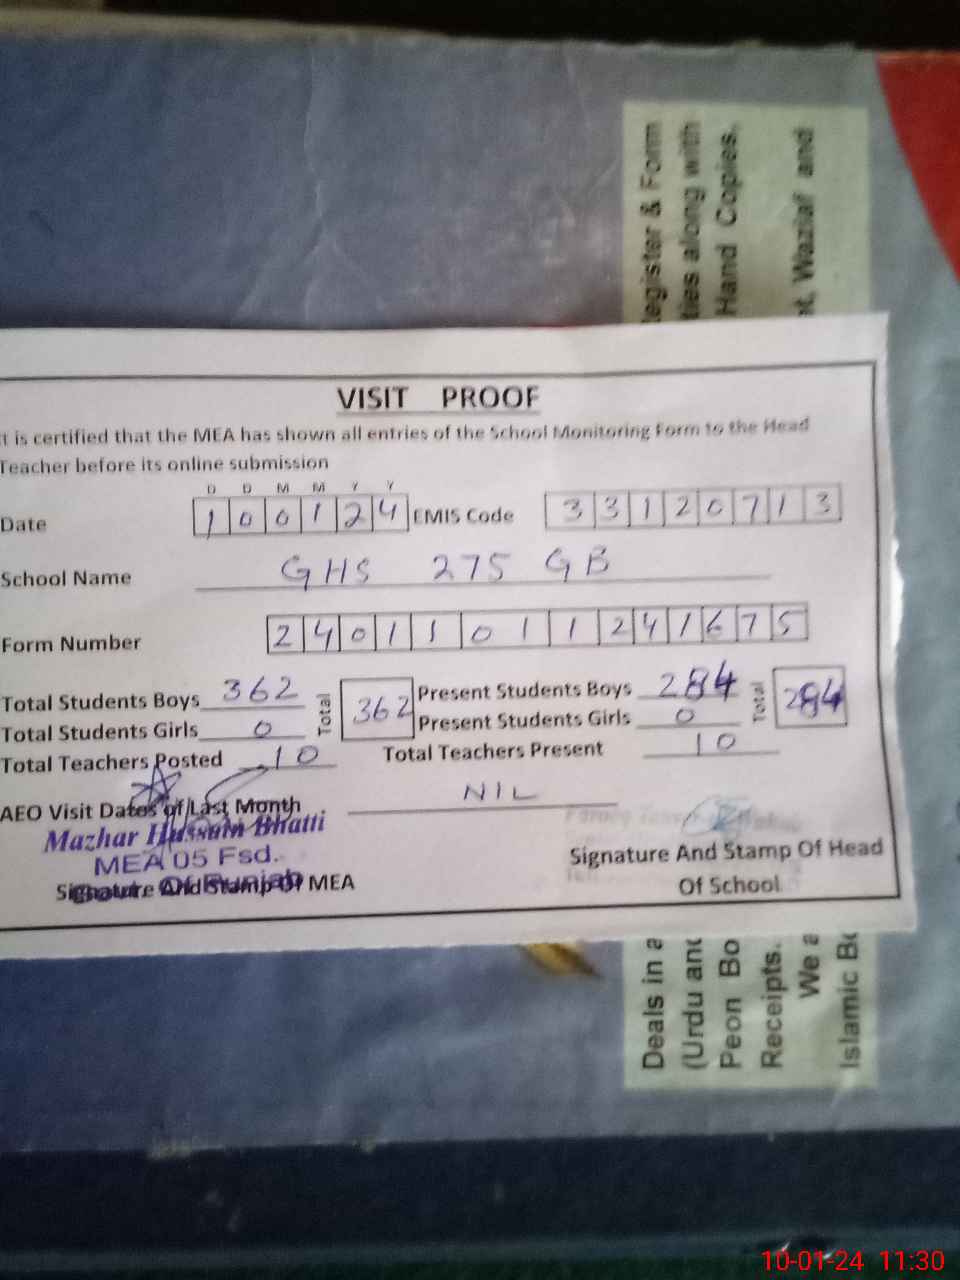 Register & Form
ties along with
Hand Copies.
nt, Waziaf and
VISIT PROOF
t is certified that the MEA has shown all entries of the School Monitoring Form to the Head
Teacher before its online submission
D D M M Y Y
Date 1 0 0 1 2 4 EMIS Code 3 3 1 2 0 7 1 3
School Name GHS 275 GB
Form Number 2 4 0 1 1 0 1 1 2 4 1 6 7 5
Total Students Boys 362 Total 362 Present Students Boys 284 Total 284
Total Students Girls 0 Present Students Girls 0
Total Teachers Posted 10 Total Teachers Present 10
AEO Visit Dates of Last Month NIL
Mazhar Hussain Bhatti
MEA 05 Fsd.
Govt. Of Punjab
Signature And Stamp Of MEA
Signature And Stamp Of Head
Of School
Deals in a
(Urdu and
Peon Bo
Receipts.
We a
Islamic Bo
10-01-24 11:30